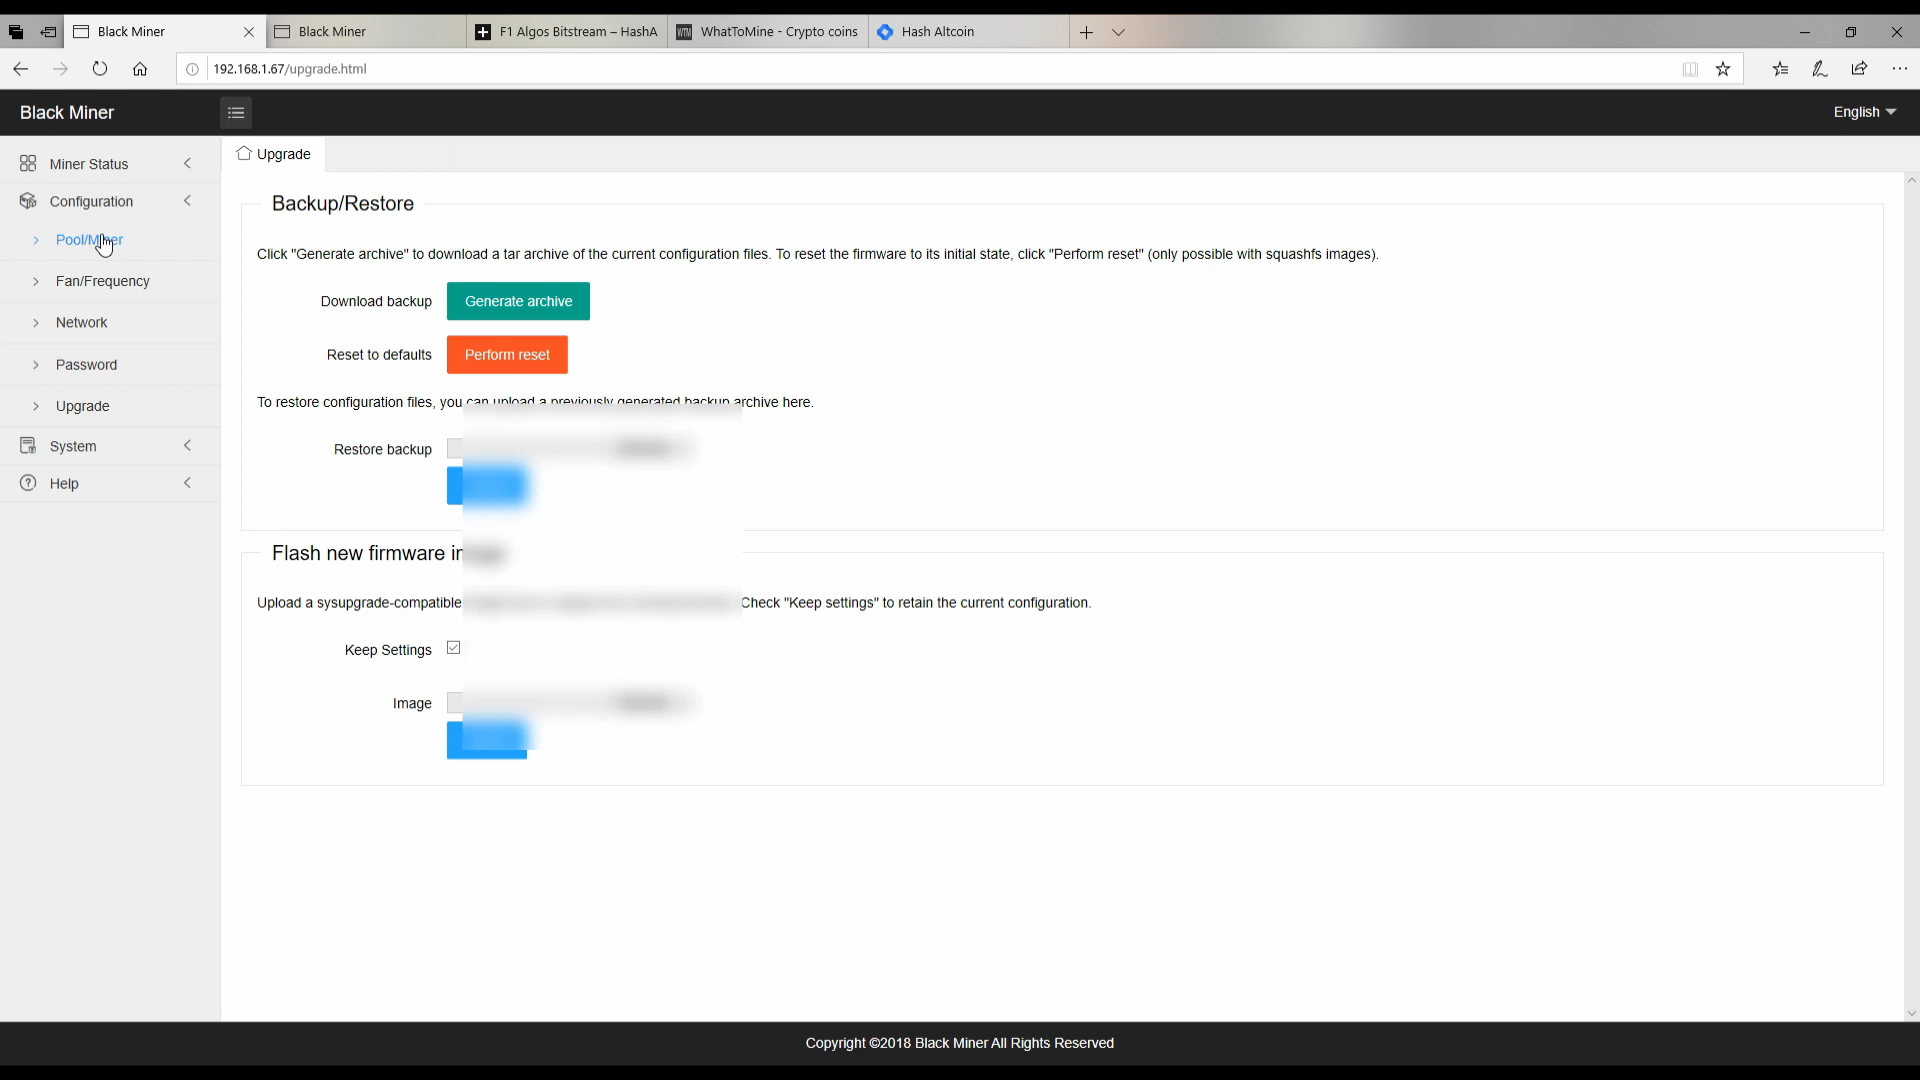 Black Miner
Black Miner
F1 Algos Bitstream – HashA
WTM WhatToMine - Crypto coins
Hash Altcoin
192.168.1.67/upgrade.html
Black Miner
English
Miner Status
Upgrade
Configuration
Pool/Miner
Fan/Frequency
Network
Password
Upgrade
System
Help
Backup/Restore
Click "Generate archive" to download a tar archive of the current configuration files. To reset the firmware to its initial state, click "Perform reset" (only possible with squashfs images).
Download backup Generate archive
Reset to defaults Perform reset
To restore configuration files, you can upload a previously generated backup archive here.
Restore backup
Flash new firmware
Upload a sysupgrade-compatible Check "Keep settings" to retain the current configuration.
Keep Settings
Image
Copyright ©2018 Black Miner All Rights Reserved